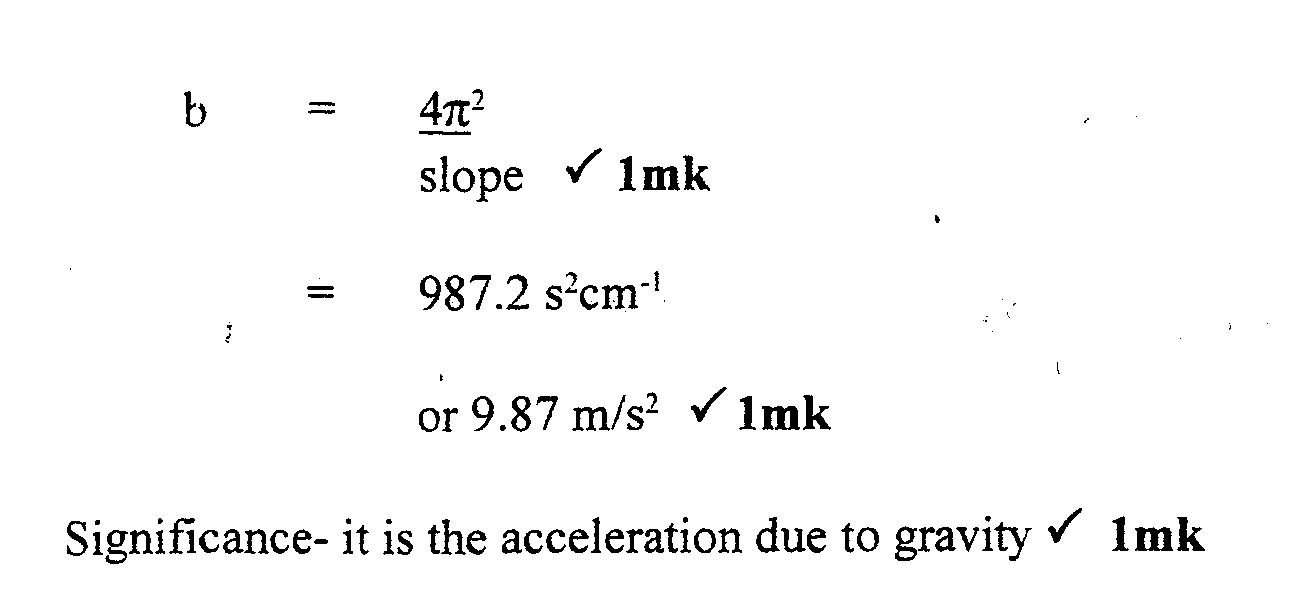 b = 4π²
slope ✓ 1mk
= 987.2 s²cm⁻¹
or 9.87 m/s² ✓ 1mk
Significance- it is the acceleration due to gravity ✓ 1mk